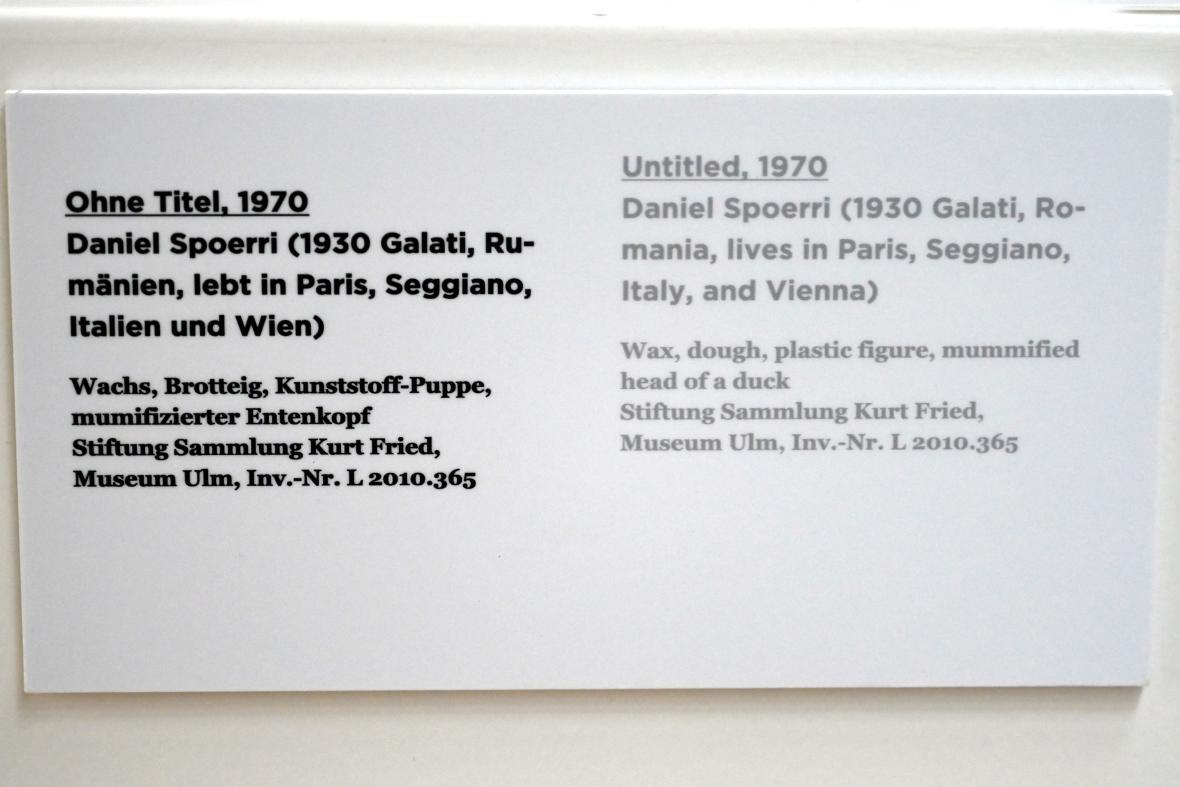 Ohne Titel, 1970
Daniel Spoerri (1930 Galati, Ru-
mänien, lebt in Paris, Seggiano,
Italien und Wien)
Wachs, Brotteig, Kunststoff-Puppe,
mumifizierter Entenkopf
Stiftung Sammlung Kurt Fried,
Museum Ulm, Inv.-Nr. L 2010.365
Untitled, 1970
Daniel Spoerri (1930 Galati, Ro-
mania, lives in Paris, Seggiano,
Italy, and Vienna)
Wax, dough, plastic figure, mummified
head of a duck
Stiftung Sammlung Kurt Fried,
Museum Ulm, Inv.-Nr. L 2010.365